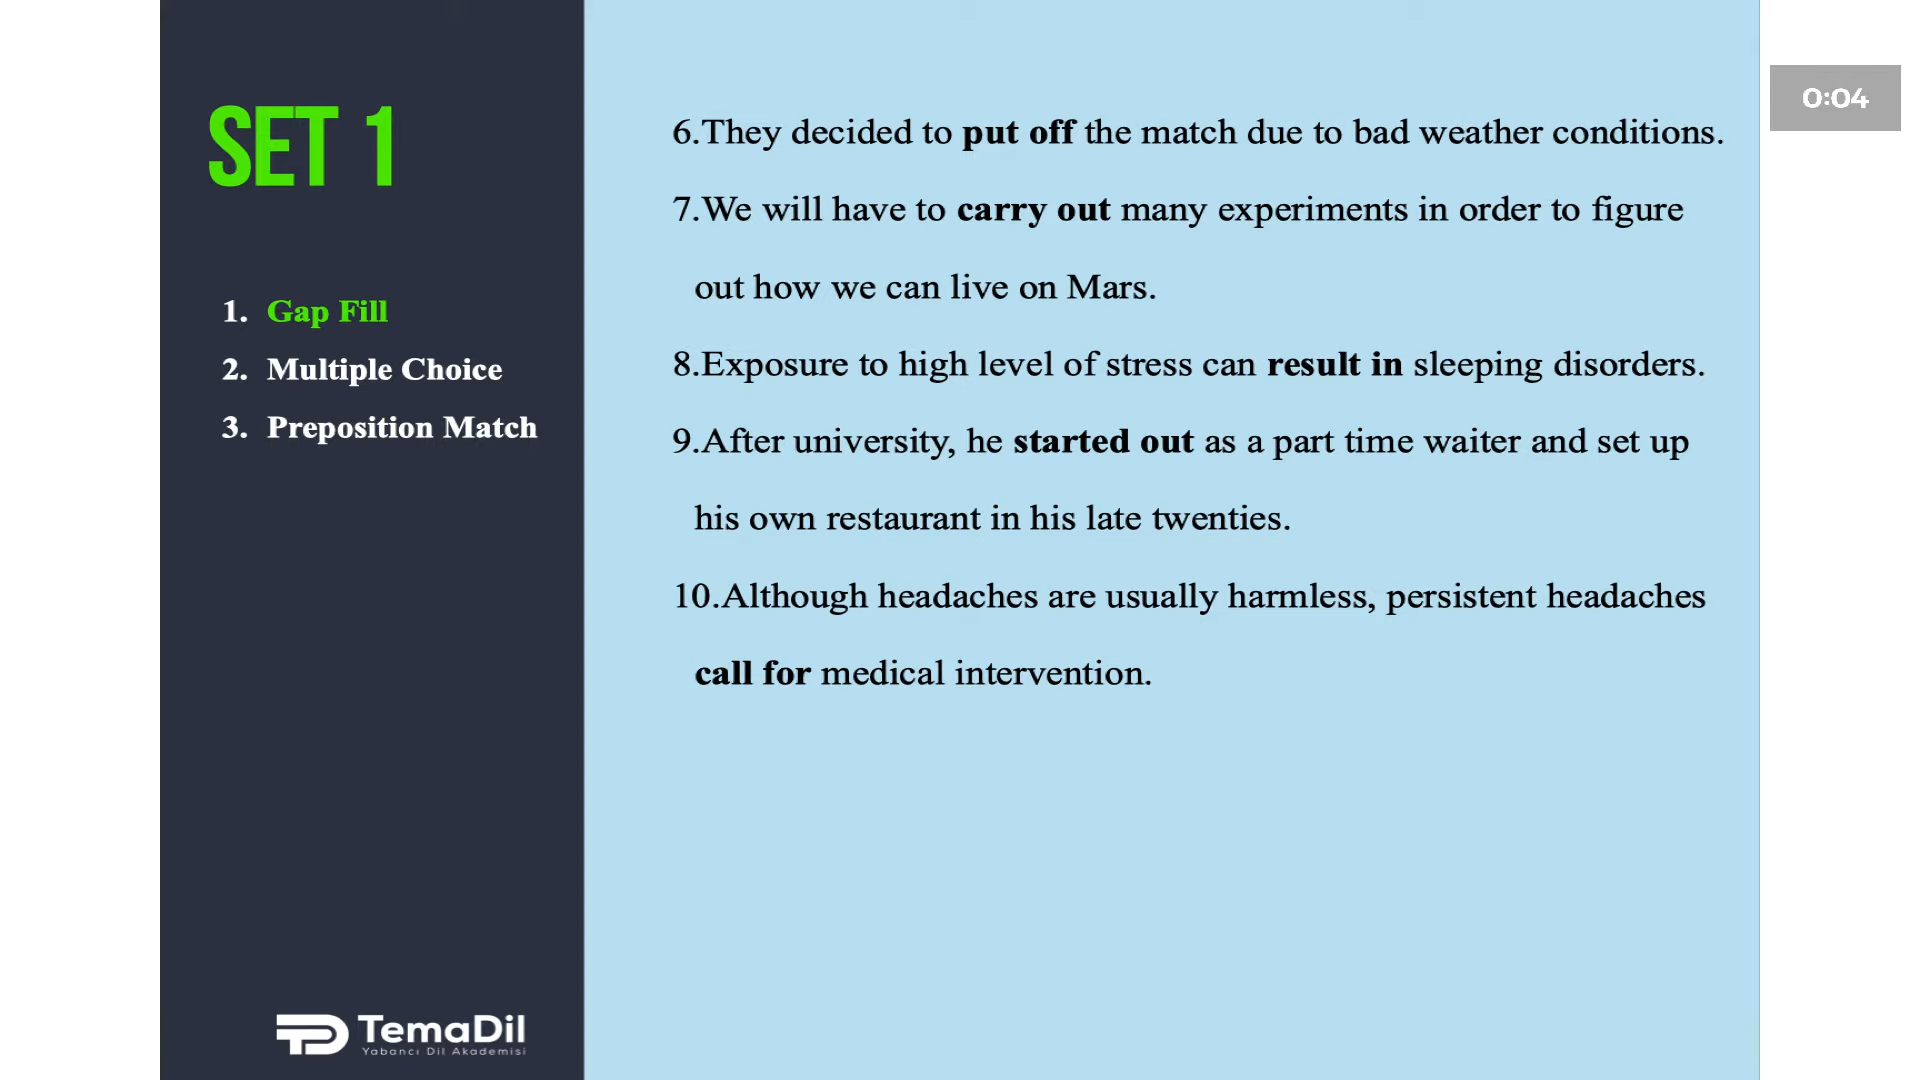 SET 1
1. Gap Fill
2. Multiple Choice
3. Preposition Match
TemaDil
Yabancı Dil Akademisi
6.They decided to put off the match due to bad weather conditions.
7.We will have to carry out many experiments in order to figure
out how we can live on Mars.
8.Exposure to high level of stress can result in sleeping disorders.
9.After university, he started out as a part time waiter and set up
his own restaurant in his late twenties.
10.Although headaches are usually harmless, persistent headaches
call for medical intervention.
0:04